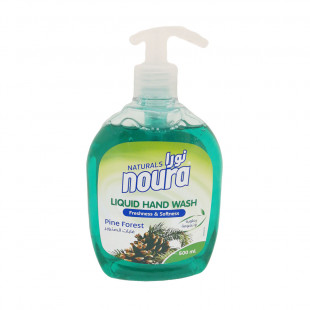 NATURALS نورا
noura
LIQUID HAND WASH
Freshness & Softness
Pine Forest
500 ml